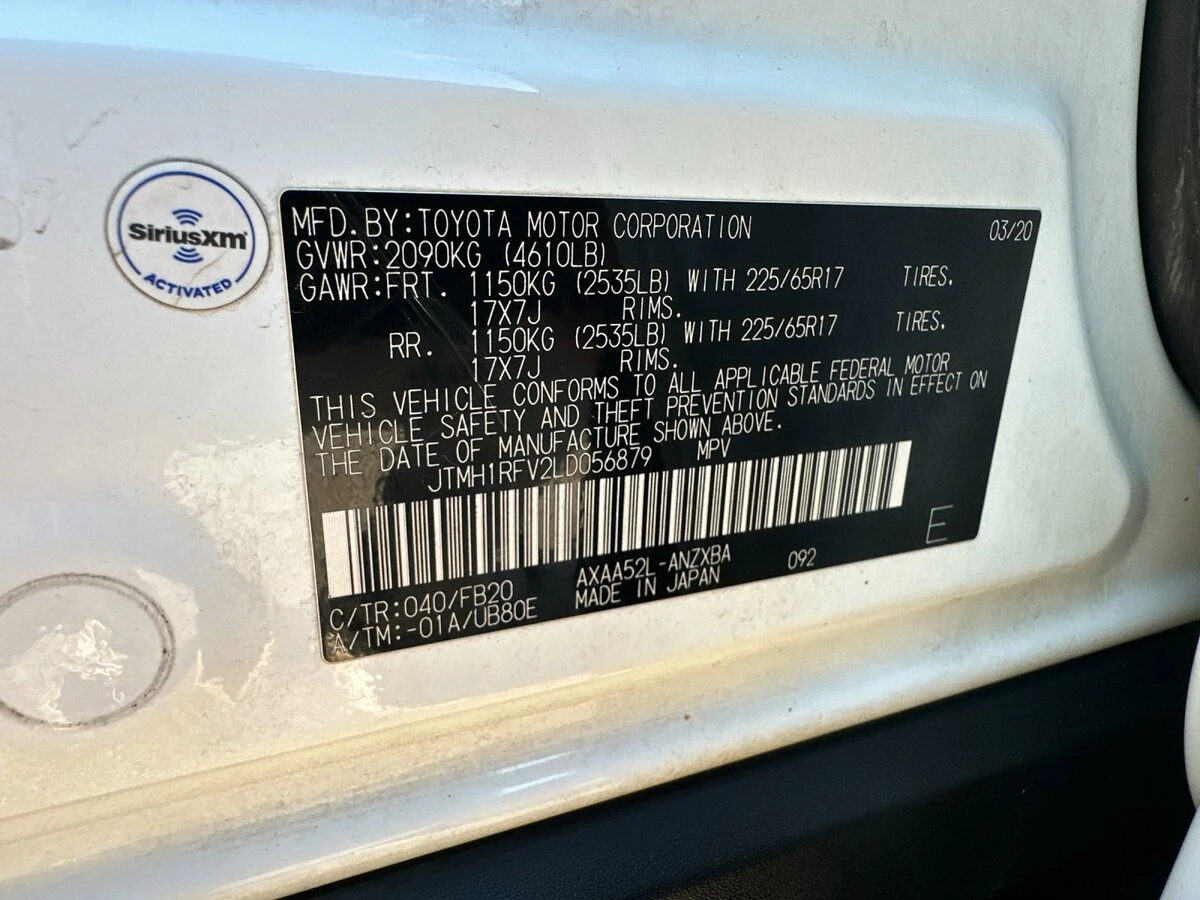 SiriusXM
ACTIVATED
MFD. BY:TOYOTA MOTOR CORPORATION 03/20
GVWR:2090KG (4610LB)
GAWR:FRT. 1150KG (2535LB) WITH 225/65R17 TIRES.
17X7J RIMS.
RR. 1150KG (2535LB) WITH 225/65R17 TIRES.
17X7J RIMS.
THIS VEHICLE CONFORMS TO ALL APPLICABLE FEDERAL MOTOR
VEHICLE SAFETY AND THEFT PREVENTION STANDARDS IN EFFECT ON
THE DATE OF MANUFACTURE SHOWN ABOVE.
JTMH1RFV2LD056879 MPV
E
C/TR:040/FB20 AXAA52L-ANZXBA 092
A/TM:-01A/UB80E MADE IN JAPAN